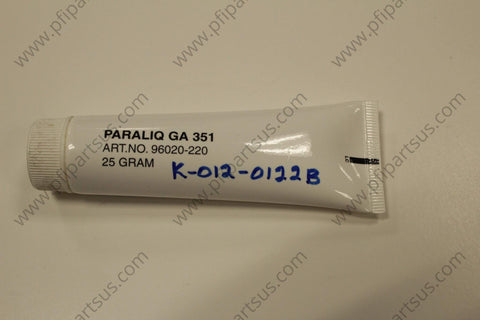 PARALIQ GA 351
ART.NO. 96020-220
25 GRAM
K-012-0122B
www.pfipartsus.com